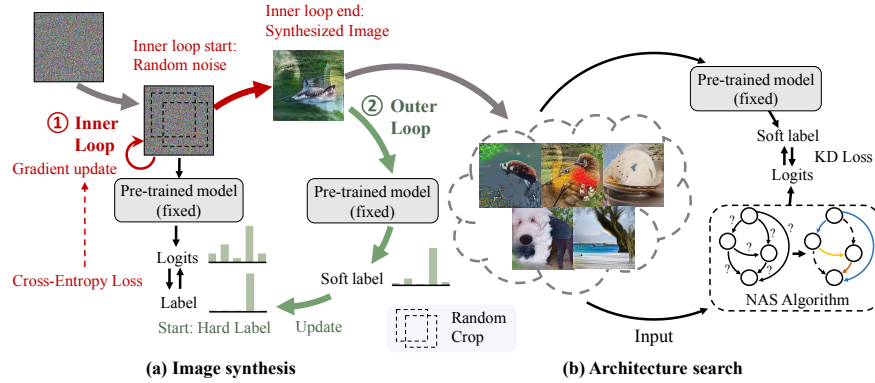 Inner loop end:
Synthesized Image
Inner loop start:
Random noise
① Inner
Loop
② Outer
Loop
Gradient update
Pre-trained model
(fixed)
Pre-trained model
(fixed)
Logits
Cross-Entropy Loss
Label
Soft label
Start: Hard Label
Update
Random
Crop
(a) Image synthesis
Pre-trained model
(fixed)
Soft label
KD Loss
Logits
?
?
?
?
?
NAS Algorithm
Input
(b) Architecture search